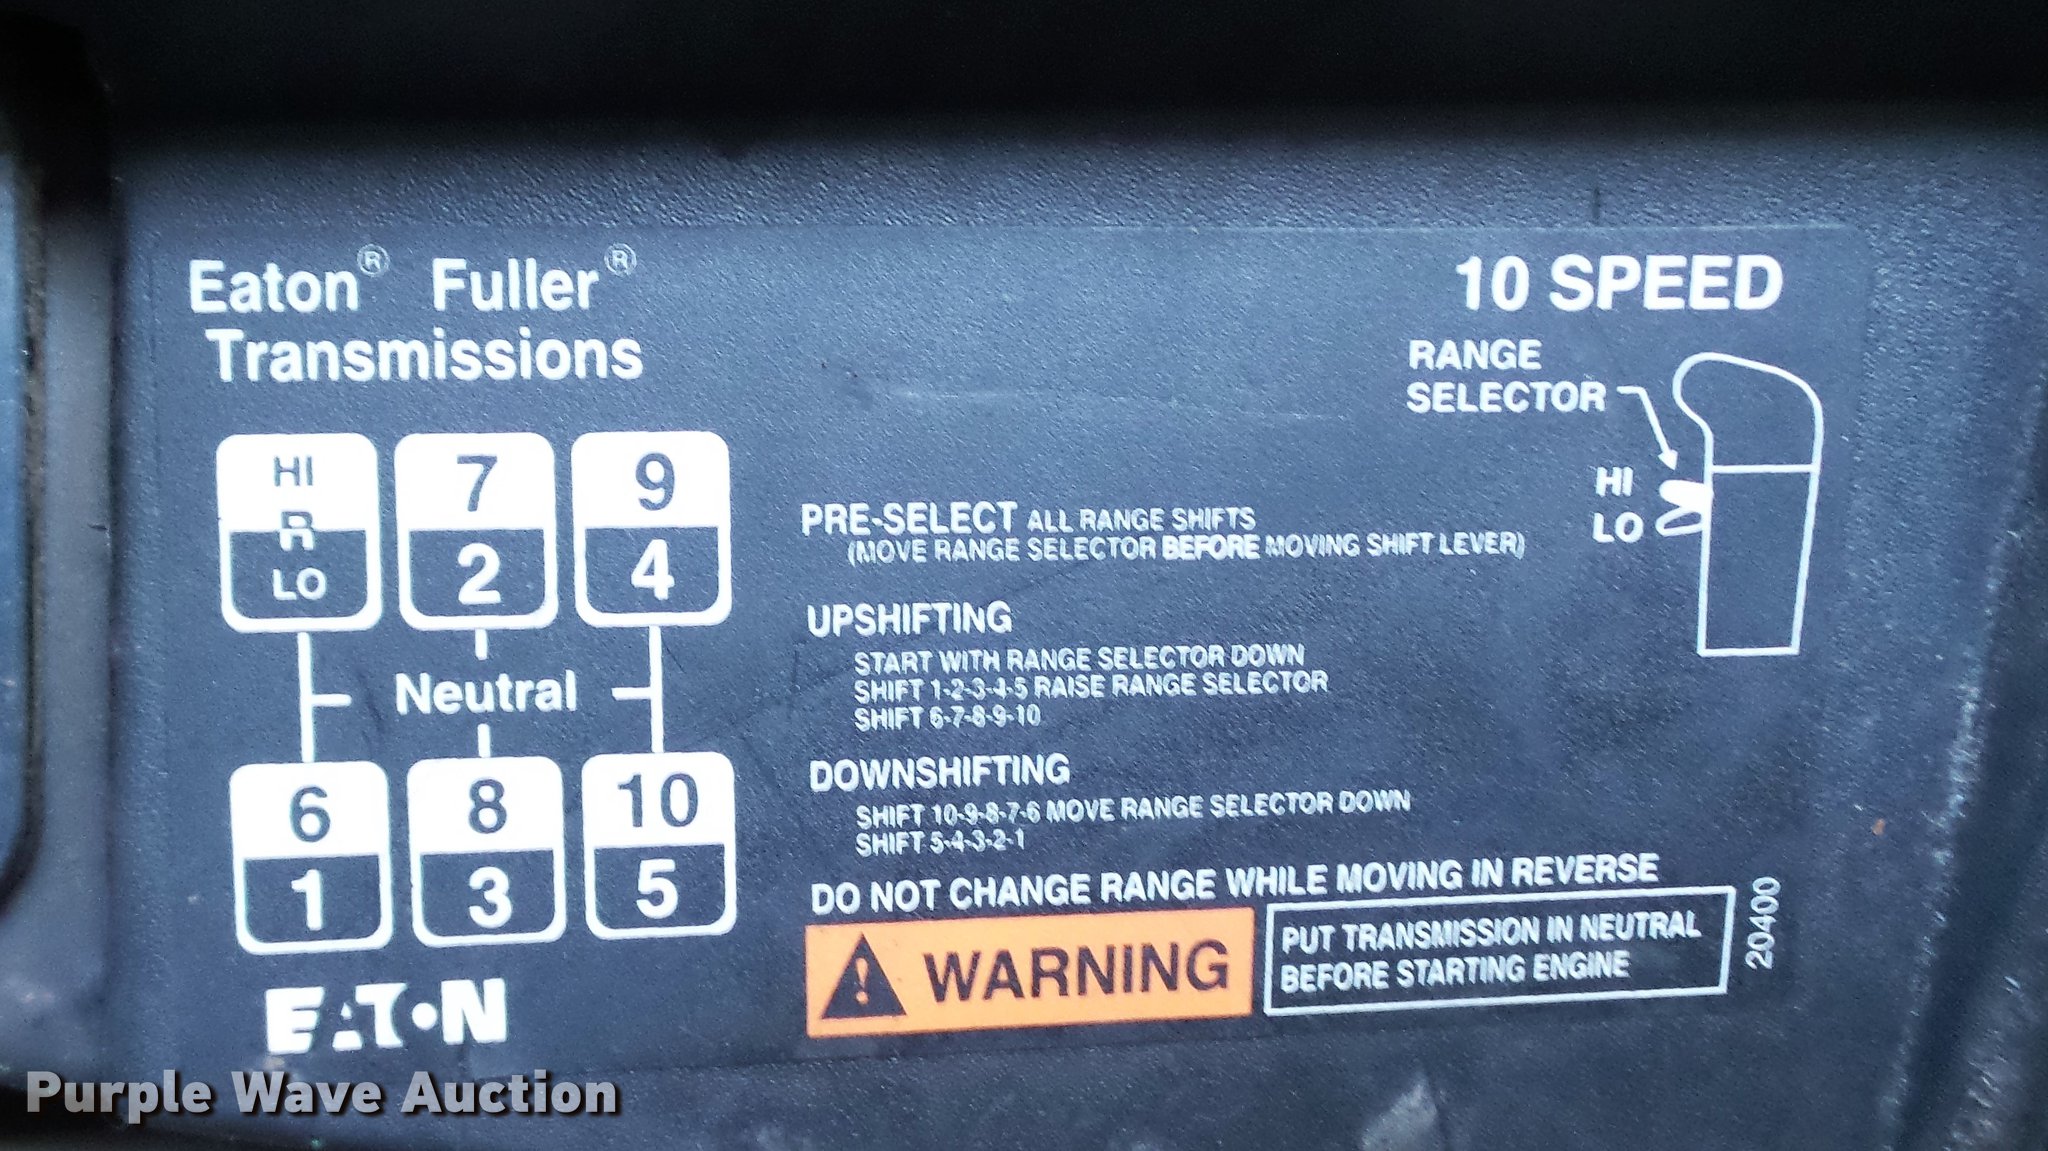 Eaton® Fuller®
Transmissions
10 SPEED
RANGE
SELECTOR
HI
LO
HI
R
LO
7
2
9
4
Neutral
6
1
8
3
10
5
EATON
PRE-SELECT ALL RANGE SHIFTS
(MOVE RANGE SELECTOR BEFORE MOVING SHIFT LEVER)
UPSHIFTING
START WITH RANGE SELECTOR DOWN
SHIFT 1-2-3-4-5 RAISE RANGE SELECTOR
SHIFT 6-7-8-9-10
DOWNSHIFTING
SHIFT 10-9-8-7-6 MOVE RANGE SELECTOR DOWN
SHIFT 5-4-3-2-1
DO NOT CHANGE RANGE WHILE MOVING IN REVERSE
WARNING
PUT TRANSMISSION IN NEUTRAL
BEFORE STARTING ENGINE
20400
Purple Wave Auction